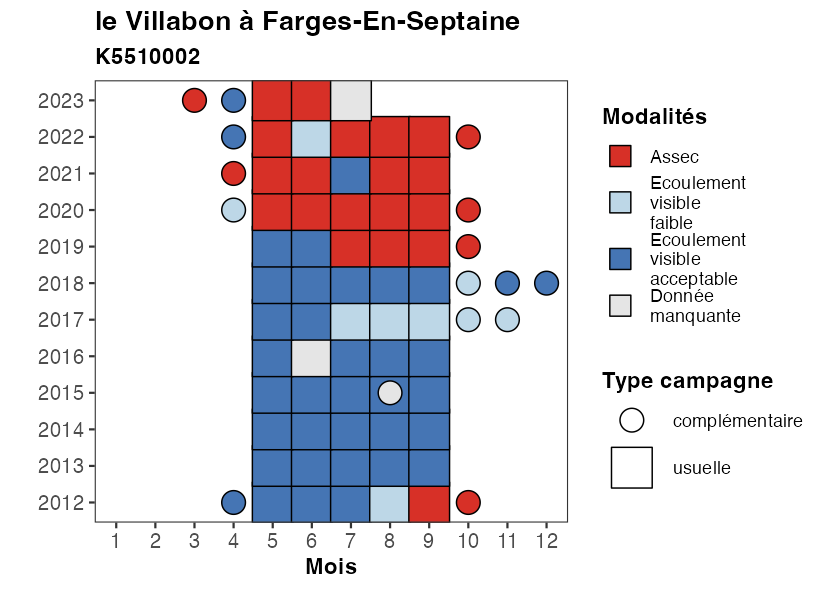 le Villabon à Farges-En-Septaine
K5510002
2023
2022
2021
2020
2019
2018
2017
2016
2015
2014
2013
2012
1 2 3 4 5 6 7 8 9 10 11 12
Mois
Modalités
Assec
Ecoulement
visible
faible
Ecoulement
visible
acceptable
Donnée
manquante
Type campagne
complémentaire
usuelle